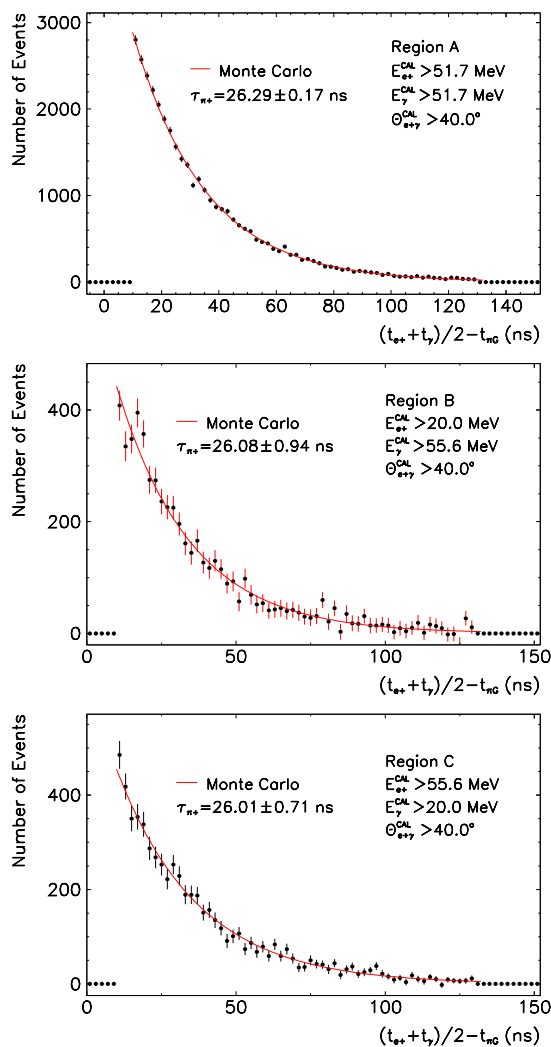 Number of Events
3000
2000
1000
0
Monte Carlo
τπ+=26.29±0.17 ns
Region A
Ee+CAL >51.7 MeV
EγCAL >51.7 MeV
Θe+γCAL >40.0°
0 20 40 60 80 100 120 140
(te++tγ)/2−tπG (ns)
Number of Events
400
200
0
Monte Carlo
τπ+=26.08±0.94 ns
Region B
Ee+CAL >20.0 MeV
EγCAL >55.6 MeV
Θe+γCAL >40.0°
0 50 100 150
(te++tγ)/2−tπG (ns)
Number of Events
400
200
0
Monte Carlo
τπ+=26.01±0.71 ns
Region C
Ee+CAL >55.6 MeV
EγCAL >20.0 MeV
Θe+γCAL >40.0°
0 50 100 150
(te++tγ)/2−tπG (ns)